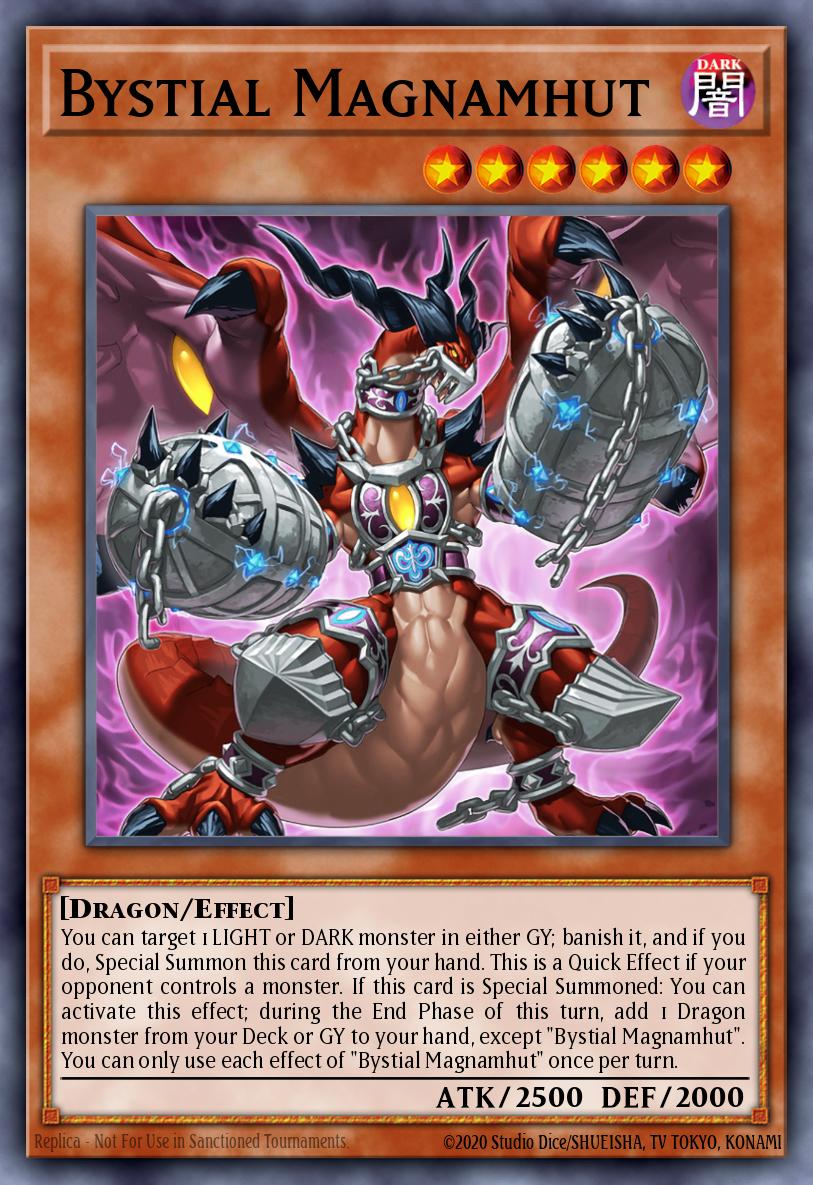 Bystial Magnamhut
DARK
闇
[Dragon/Effect]
You can target 1 LIGHT or DARK monster in either GY; banish it, and if you
do, Special Summon this card from your hand. This is a Quick Effect if your
opponent controls a monster. If this card is Special Summoned: You can
activate this effect; during the End Phase of this turn, add 1 Dragon
monster from your Deck or GY to your hand, except "Bystial Magnamhut".
You can only use each effect of "Bystial Magnamhut" once per turn.
ATK/2500 DEF/2000
Replica - Not For Use in Sanctioned Tournaments.
©2020 Studio Dice/SHUEISHA, TV TOKYO, KONAMI